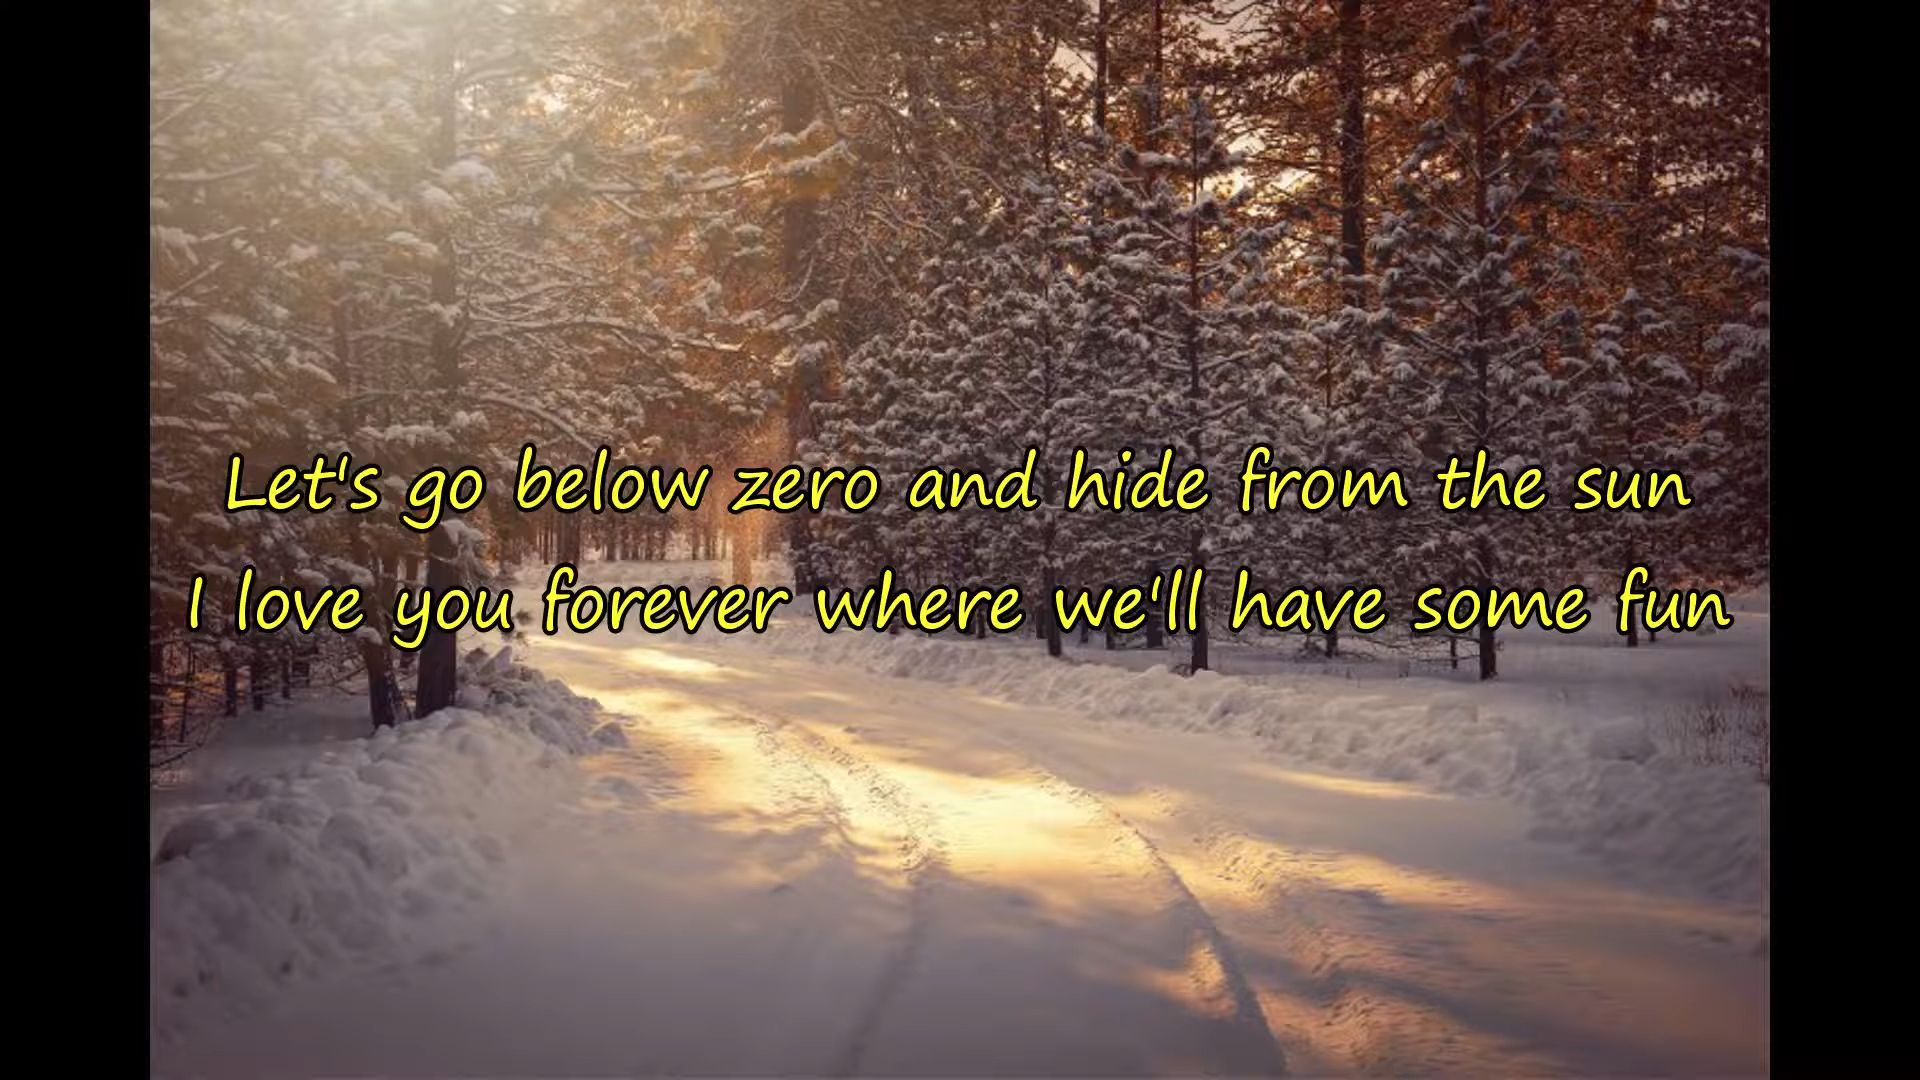 Let's go below zero and hide from the sun
I love you forever where we'll have some fun